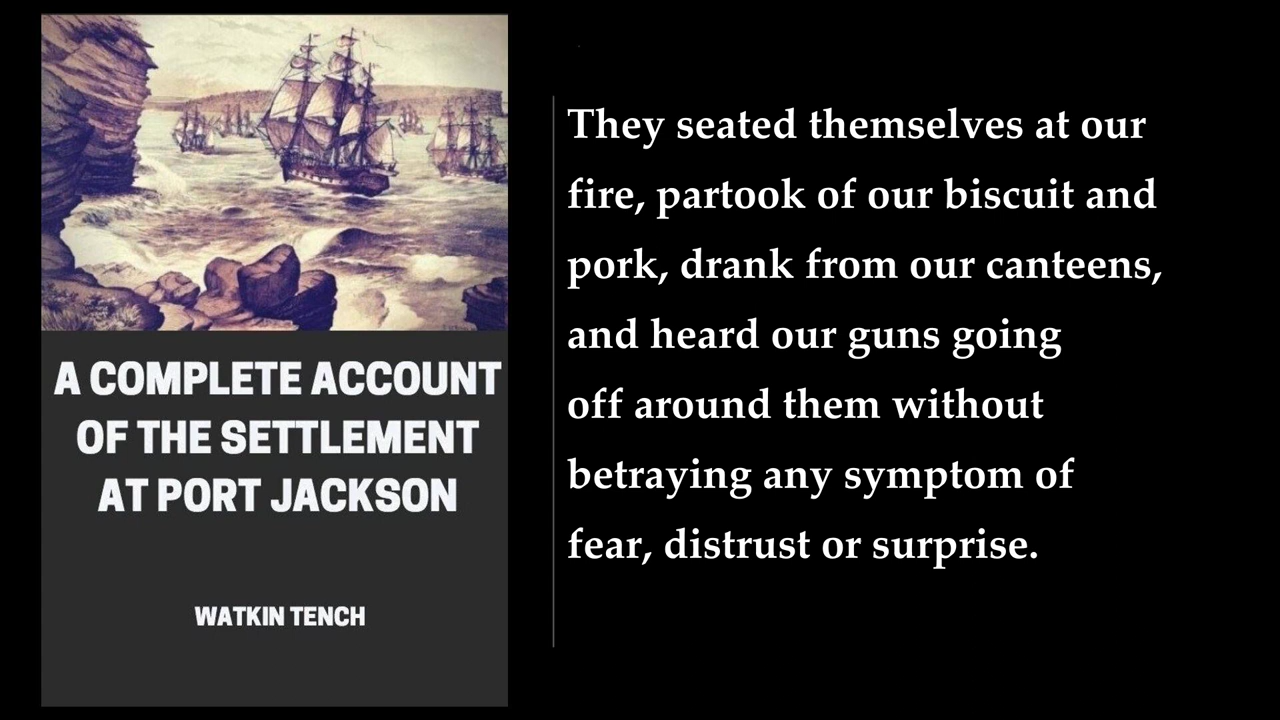 A COMPLETE ACCOUNT
OF THE SETTLEMENT
AT PORT JACKSON
WATKIN TENCH
They seated themselves at our
fire, partook of our biscuit and
pork, drank from our canteens,
and heard our guns going
off around them without
betraying any symptom of
fear, distrust or surprise.